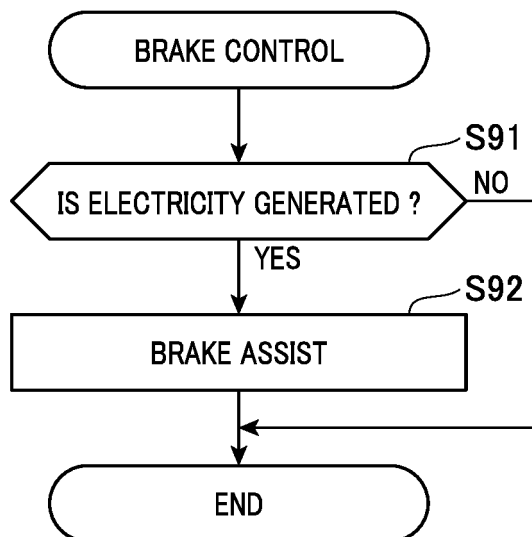 BRAKE CONTROL
S91
IS ELECTRICITY GENERATED ?
NO
YES
S92
BRAKE ASSIST
END